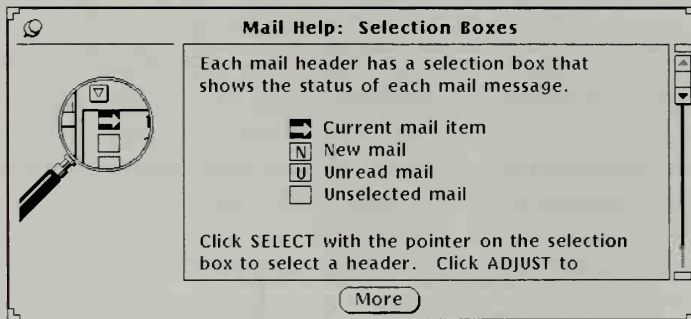 Mail Help: Selection Boxes
Each mail header has a selection box that
shows the status of each mail message.
Current mail item
N New mail
U Unread mail
Unselected mail
Click SELECT with the pointer on the selection
box to select a header. Click ADJUST to
More